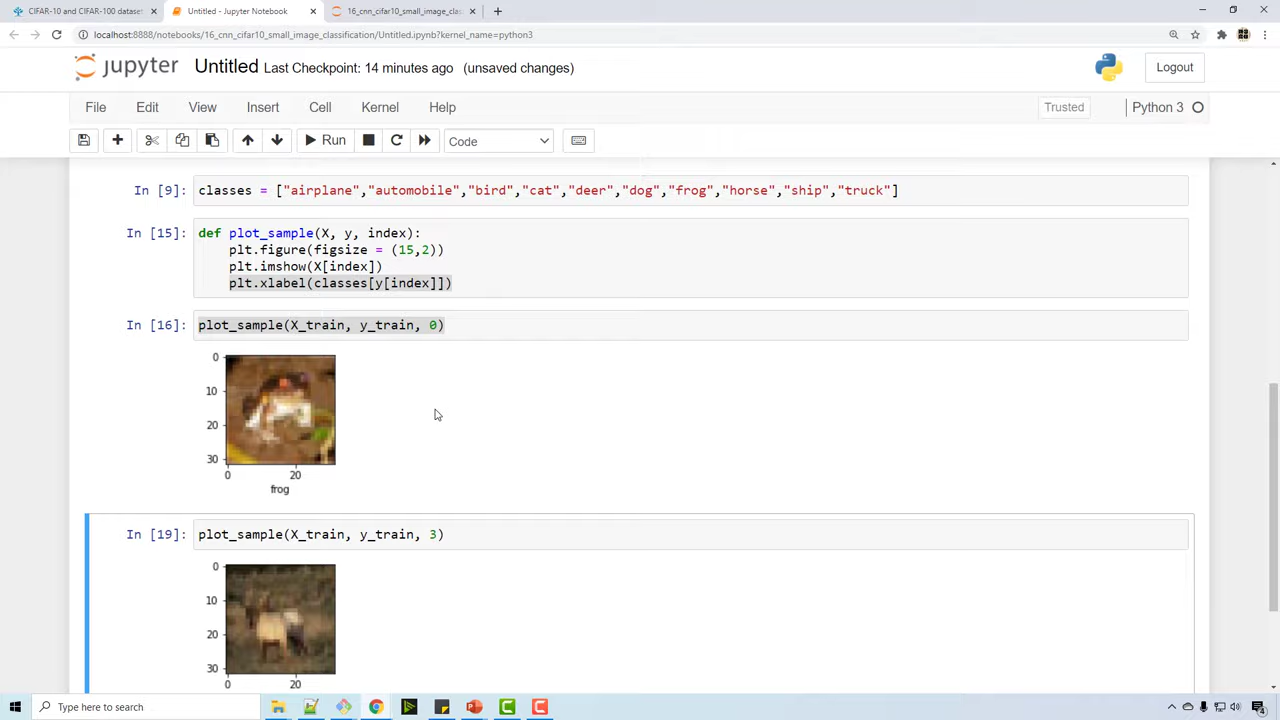 CIFAR-10 and CIFAR-100 dataset
Untitled - Jupyter Notebook
16_cnn_cifar10_small_image_clas
localhost:8888/notebooks/16_cnn_cifar10_small_image_classification/Untitled.ipynb?kernel_name=python3
jupyter Untitled Last Checkpoint: 14 minutes ago (unsaved changes)
Logout
File Edit View Insert Cell Kernel Help
Trusted
Python 3
Run
Code
In [9]: classes = ["airplane","automobile","bird","cat","deer","dog","frog","horse","ship","truck"]
In [15]: def plot_sample(X, y, index):
plt.figure(figsize = (15,2))
plt.imshow(X[index])
plt.xlabel(classes[y[index]])
In [16]: plot_sample(X_train, y_train, 0)
0
10
20
30
0 20
frog
In [19]: plot_sample(X_train, y_train, 3)
0
10
20
30
0 20
Type here to search